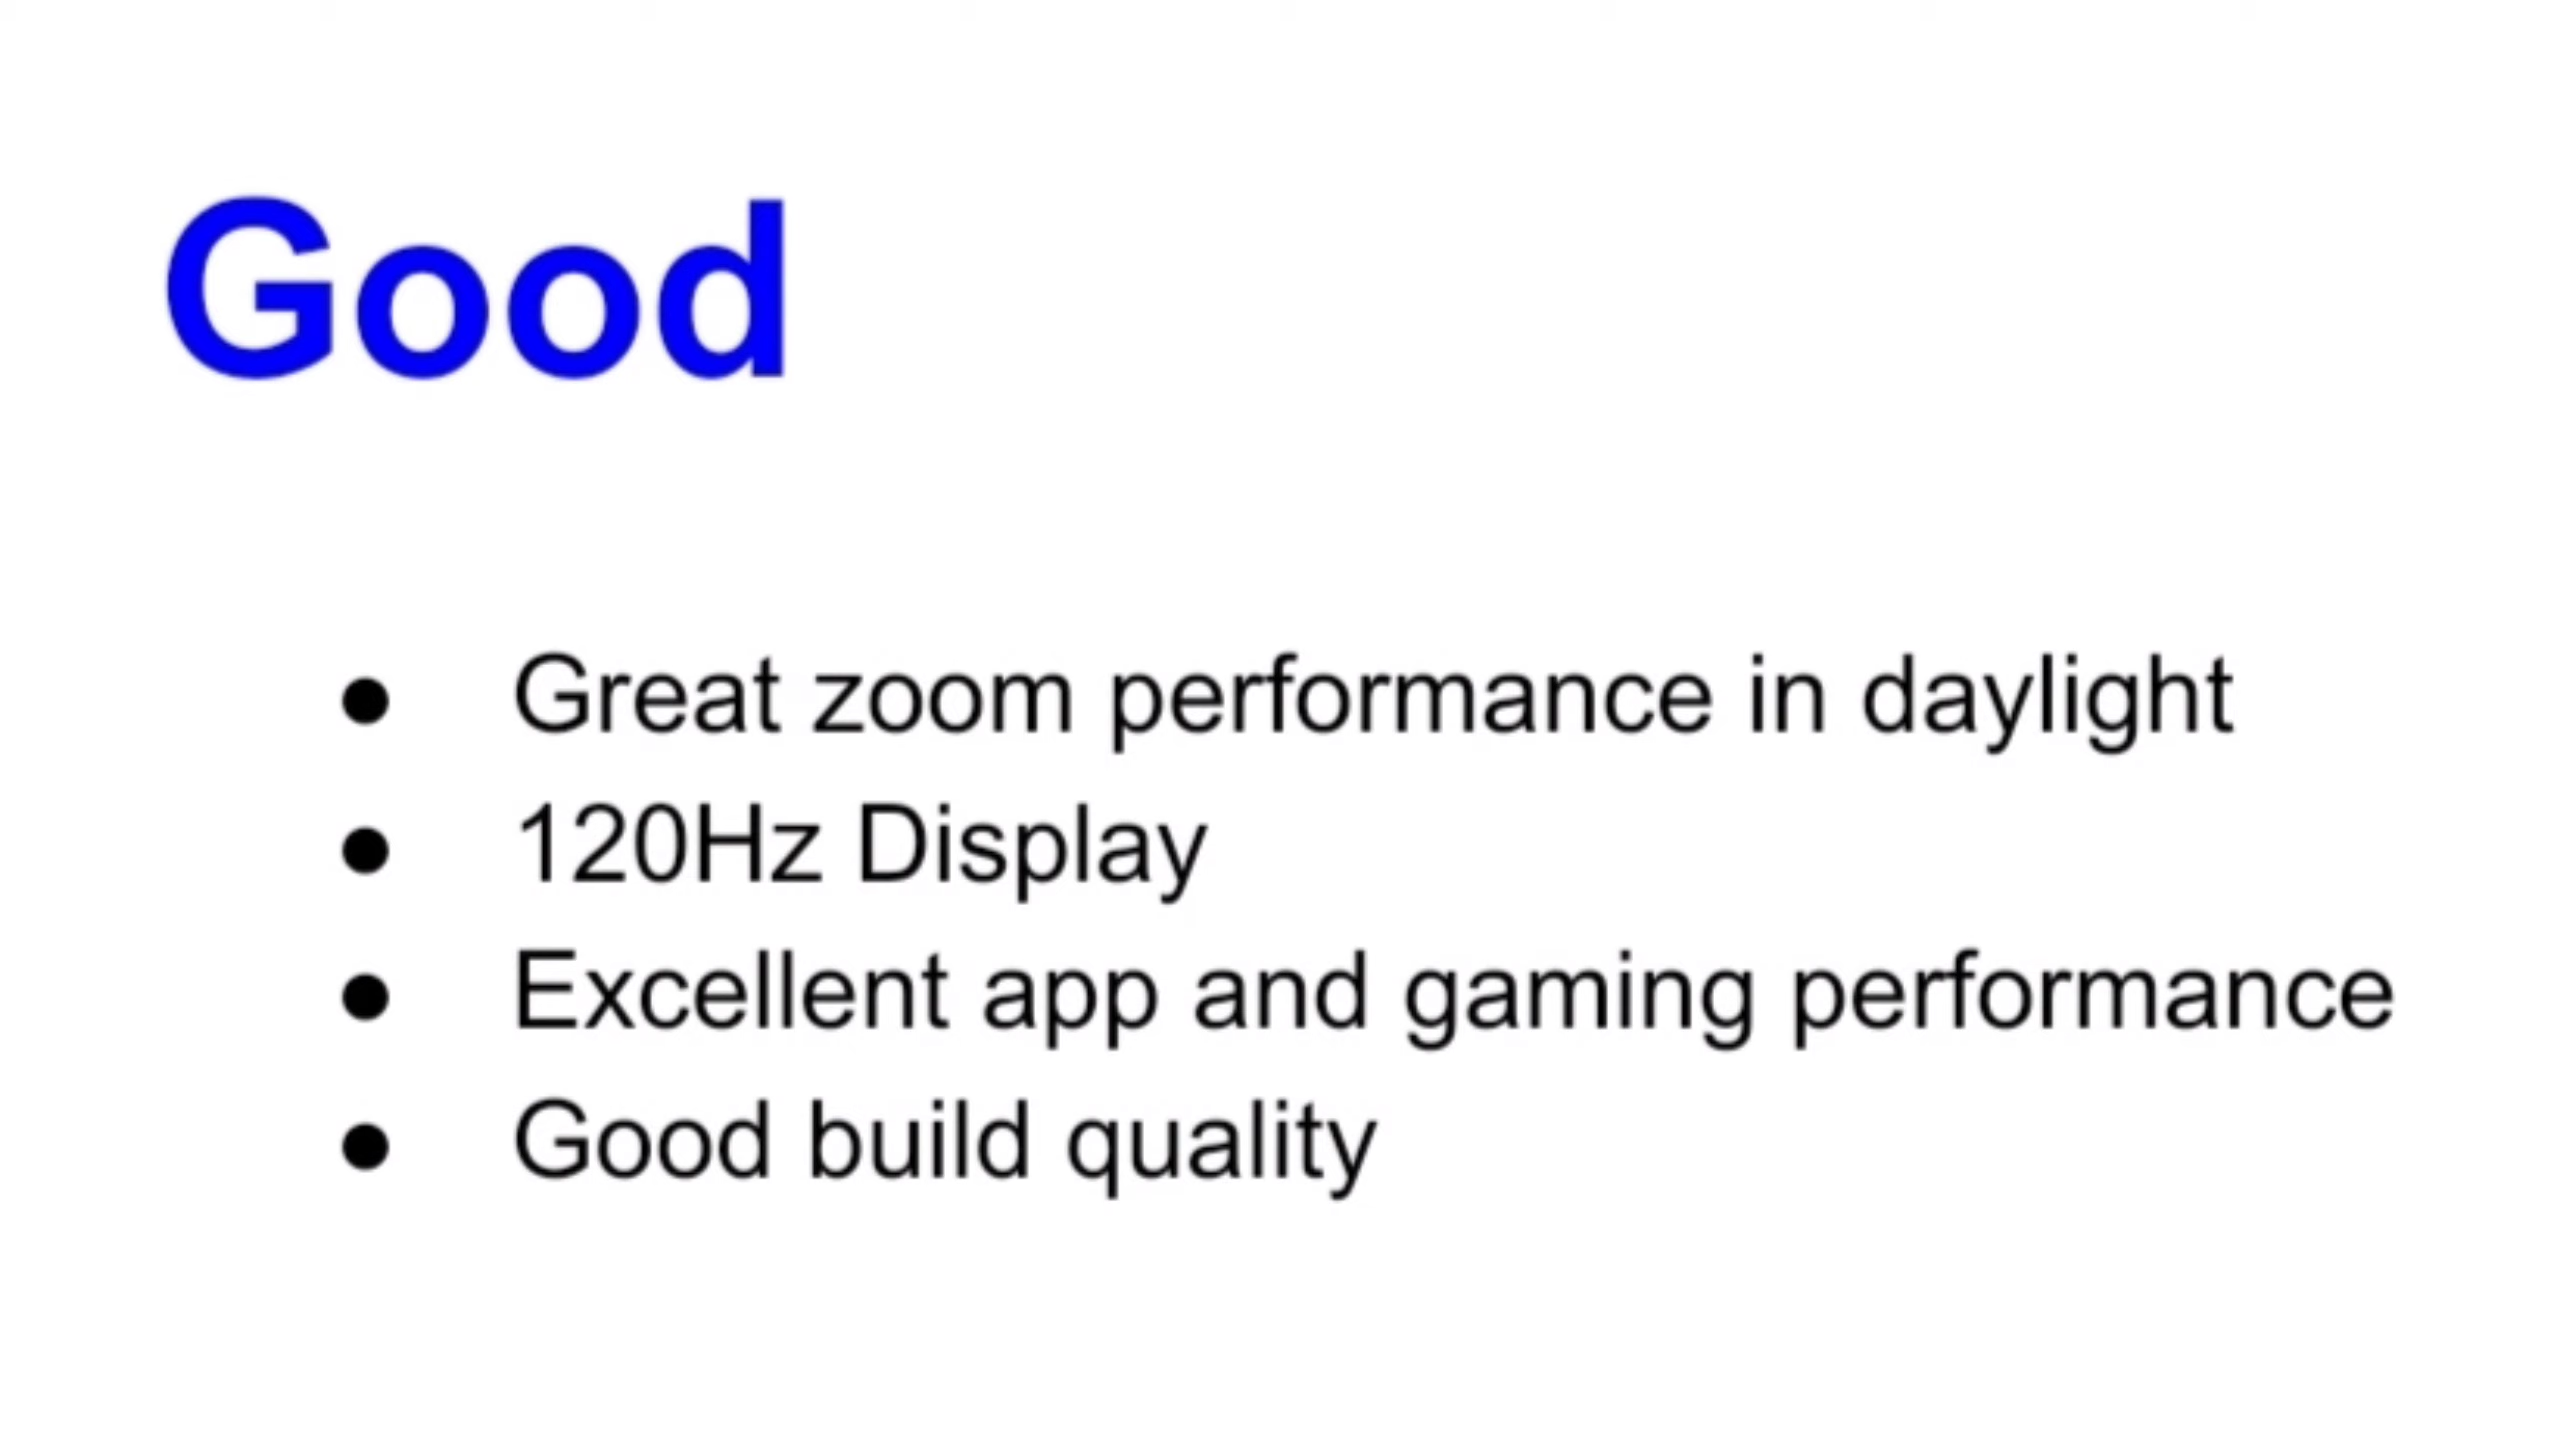 Good
● Great zoom performance in daylight
● 120Hz Display
● Excellent app and gaming performance
● Good build quality